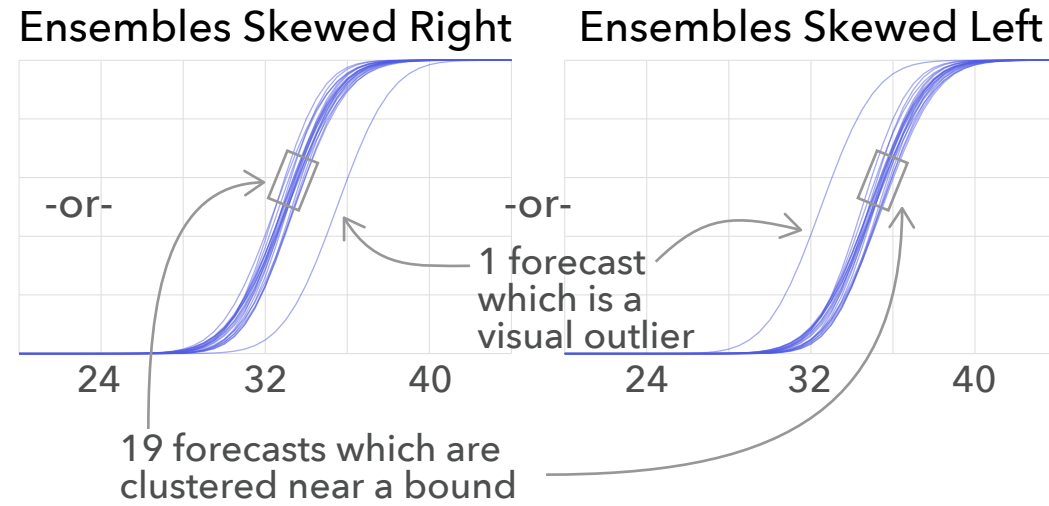 Ensembles Skewed Right
Ensembles Skewed Left
-or-
-or-
1 forecast
which is a
visual outlier
24 32 40
24 32 40
19 forecasts which are
clustered near a bound